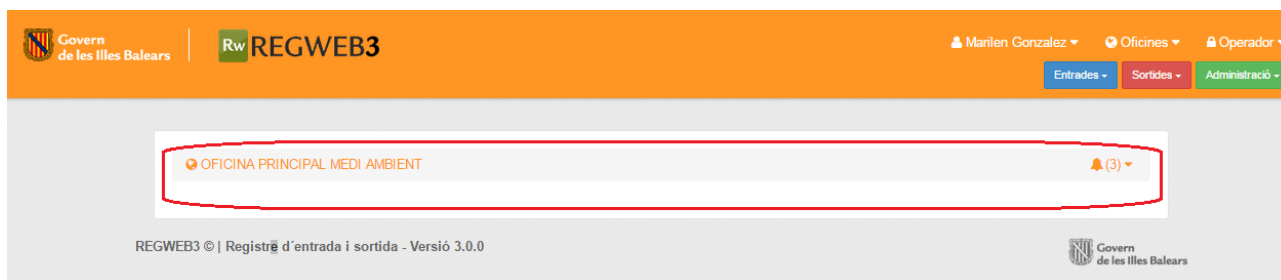 Govern
de les Illes Balears
Rw REGWEB3
Marilen Gonzalez
Oficines
Operador
Entrades
Sortides
Administració
OFICINA PRINCIPAL MEDI AMBIENT
(3)
REGWEB3 © | Registre d´entrada i sortida - Versió 3.0.0
Govern
de les Illes Balears